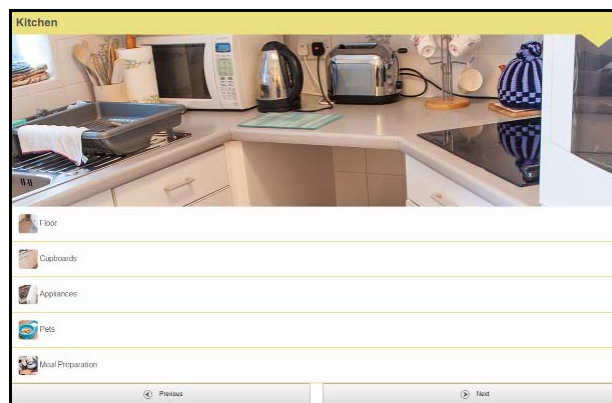 Kitchen
Floor
Cupboards
Appliances
Pets
Meal Preparation
Previous
Next